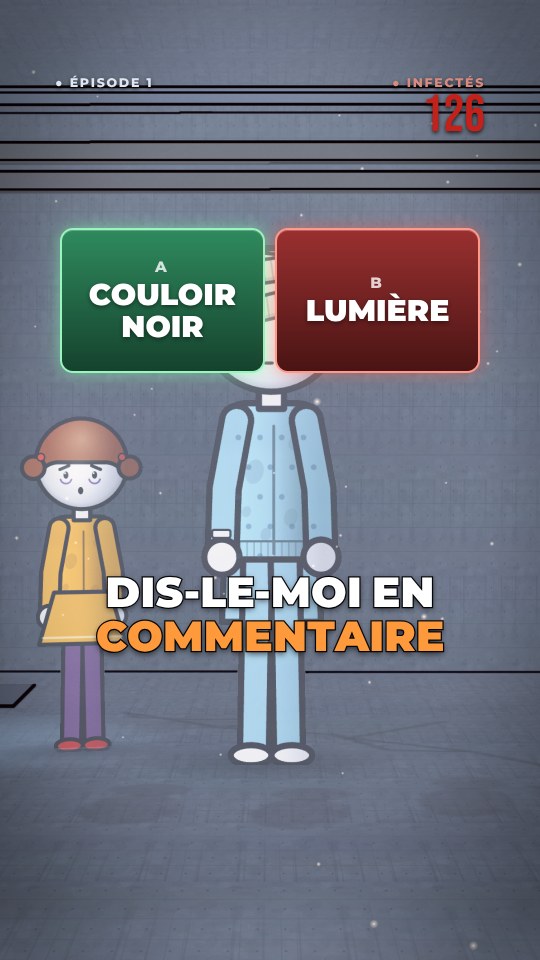 • ÉPISODE 1
• INFECTÉS
126
A
COULOIR
NOIR
B
LUMIÈRE
DIS-LE-MOI EN
COMMENTAIRE